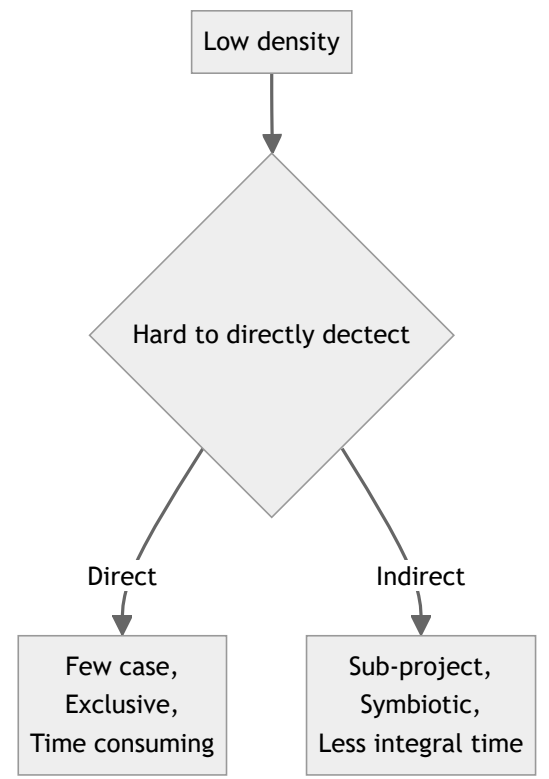 Low density
Hard to directly dectect
Direct
Indirect
Few case,
Exclusive,
Time consuming
Sub-project,
Symbiotic,
Less integral time